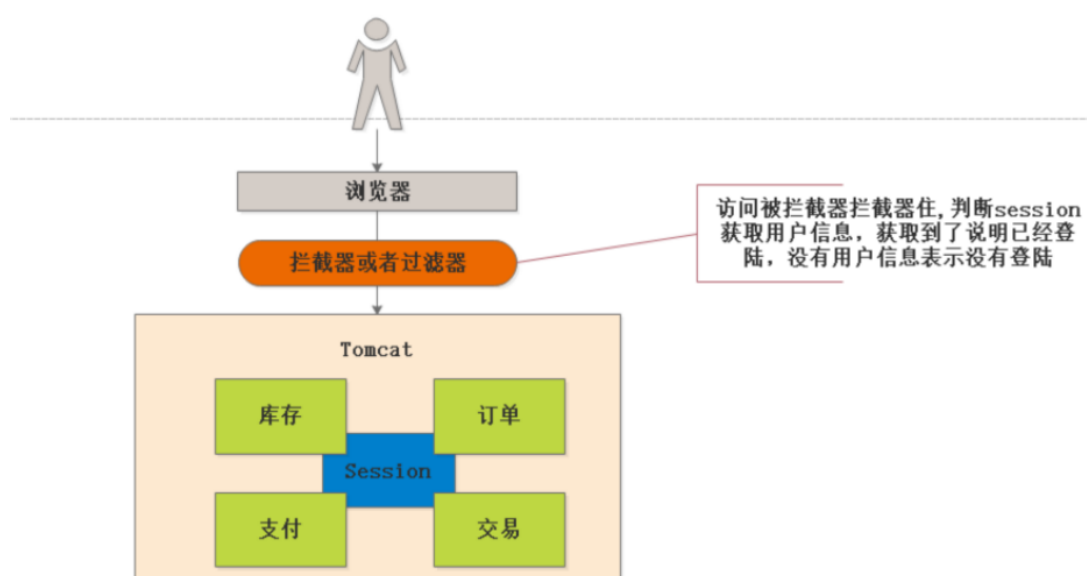 浏览器
访问被拦截器拦截器住,判断session
获取用户信息，获取到了说明已经登
陆，没有用户信息表示没有登陆
拦截器或者过滤器
Tomcat
库存
订单
Session
支付
交易